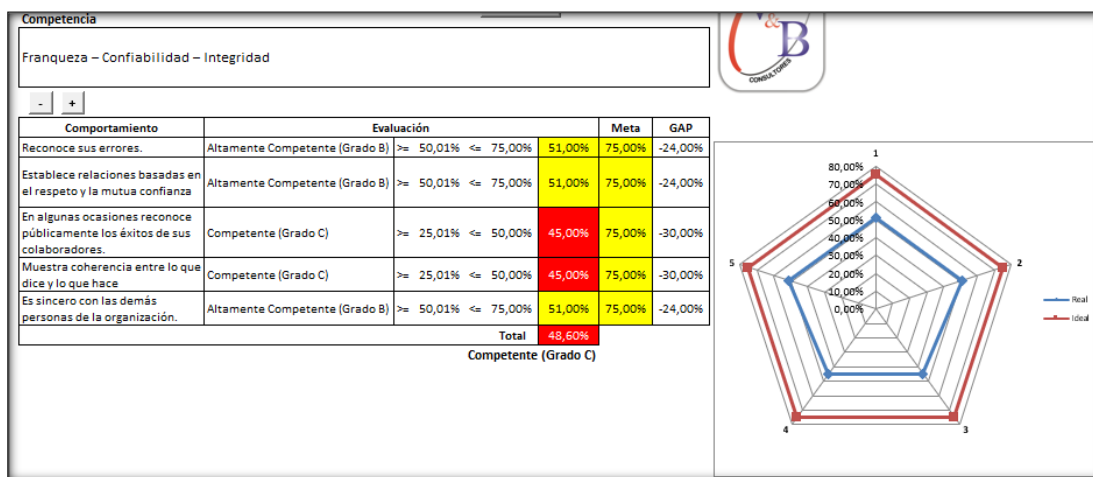 Competencia
Franqueza – Confiabilidad – Integridad
&B
CONSULTORES
- +
Comportamiento Evaluación Meta GAP
Reconoce sus errores. Altamente Competente (Grado B) >= 50,01% <= 75,00% 51,00% 75,00% -24,00%
Establece relaciones basadas en
el respeto y la mutua confianza
Altamente Competente (Grado B) >= 50,01% <= 75,00% 51,00% 75,00% -24,00%
En algunas ocasiones reconoce
públicamente los éxitos de sus
colaboradores.
Competente (Grado C) >= 25,01% <= 50,00% 45,00% 75,00% -30,00%
Muestra coherencia entre lo que
dice y lo que hace
Competente (Grado C) >= 25,01% <= 50,00% 45,00% 75,00% -30,00%
Es sincero con las demás
personas de la organización.
Altamente Competente (Grado B) >= 50,01% <= 75,00% 51,00% 75,00% -24,00%
Total 48,60%
Competente (Grado C)
1
80,00%
70,00%
60,00%
50,00%
40,00%
30,00%
20,00%
10,00%
0,00%
5
2
4
3
Real
Ideal